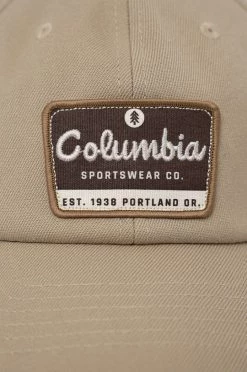 Columbia
SPORTSWEAR CO.
EST. 1938 PORTLAND OR.